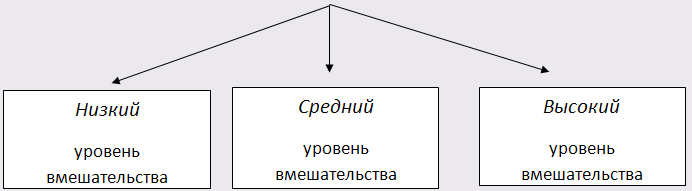 Низкий
уровень
вмешательства
Средний
уровень
вмешательства
Высокий
уровень
вмешательства